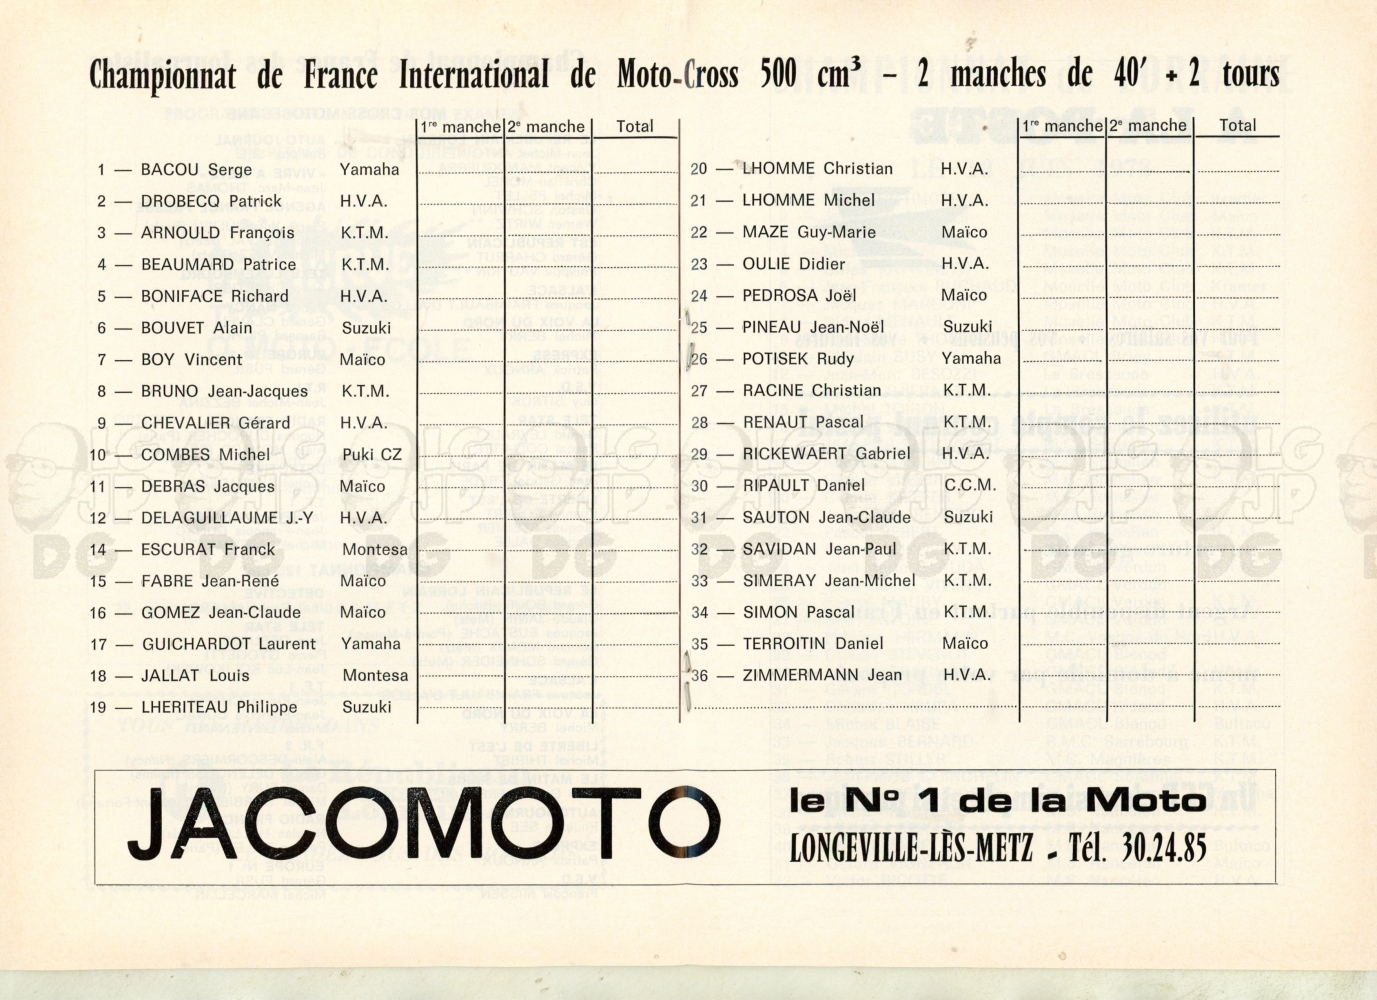 Championnat de France International de Moto-Cross 500 cm³ – 2 manches de 40' + 2 tours
1re manche 2e manche Total
1 — BACOU Serge Yamaha
2 — DROBECQ Patrick H.V.A.
3 — ARNOULD François K.T.M.
4 — BEAUMARD Patrice K.T.M.
5 — BONIFACE Richard H.V.A.
6 — BOUVET Alain Suzuki
7 — BOY Vincent Maïco
8 — BRUNO Jean-Jacques K.T.M.
9 — CHEVALIER Gérard H.V.A.
10 — COMBES Michel Puki CZ
11 — DEBRAS Jacques Maïco
12 — DELAGUILLAUME J.-Y H.V.A.
14 — ESCURAT Franck Montesa
15 — FABRE Jean-René Maïco
16 — GOMEZ Jean-Claude Maïco
17 — GUICHARDOT Laurent Yamaha
18 — JALLAT Louis Montesa
19 — LHERITEAU Philippe Suzuki
1re manche 2e manche Total
20 — LHOMME Christian H.V.A.
21 — LHOMME Michel H.V.A.
22 — MAZE Guy-Marie Maïco
23 — OULIE Didier H.V.A.
24 — PEDROSA Joël Maïco
25 — PINEAU Jean-Noël Suzuki
26 — POTISEK Rudy Yamaha
27 — RACINE Christian K.T.M.
28 — RENAUT Pascal K.T.M.
29 — RICKEWAERT Gabriel H.V.A.
30 — RIPAULT Daniel C.C.M.
31 — SAUTON Jean-Claude Suzuki
32 — SAVIDAN Jean-Paul K.T.M.
33 — SIMERAY Jean-Michel K.T.M.
34 — SIMON Pascal K.T.M.
35 — TERROITIN Daniel Maïco
36 — ZIMMERMANN Jean H.V.A.
JACOMOTO
le N° 1 de la Moto
LONGEVILLE-LÈS-METZ - Tél. 30.24.85
LG JP DG